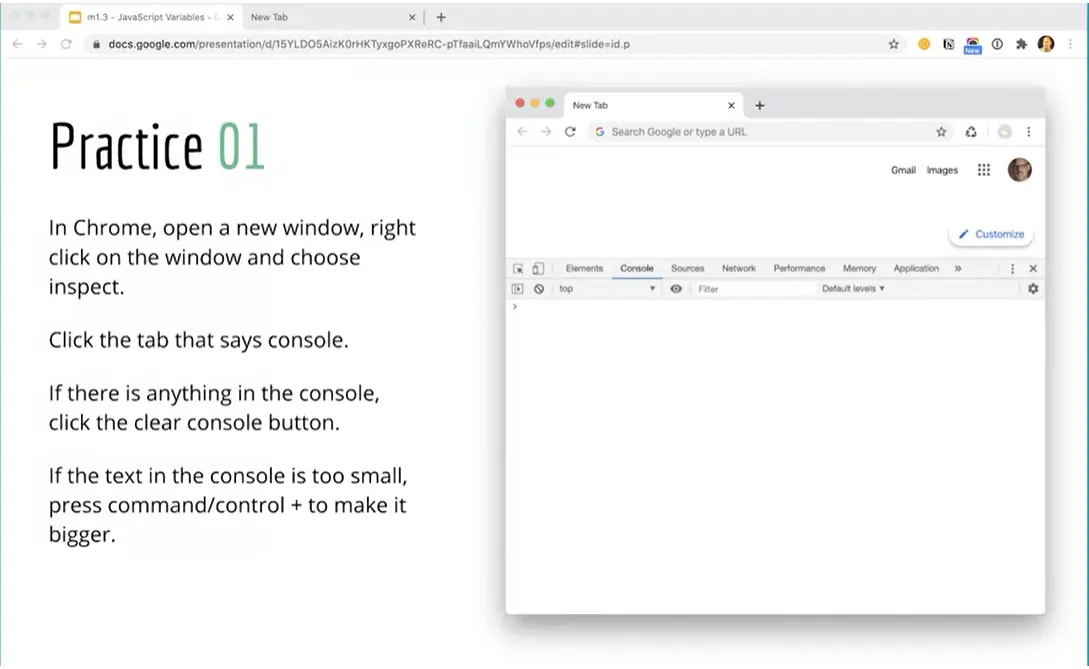 m1.3 - JavaScript Variables - G
New Tab
docs.google.com/presentation/d/15YLDO5AizK0rHKTyxgoPXReRC-pTfaaiLQmYWhoVfps/edit#slide=id.p
New
Practice 01
In Chrome, open a new window, right
click on the window and choose
inspect.
Click the tab that says console.
If there is anything in the console,
click the clear console button.
If the text in the console is too small,
press command/control + to make it
bigger.
New Tab
Search Google or type a URL
Gmail Images
Customize
Elements Console Sources Network Performance Memory Application »
top Filter Default levels